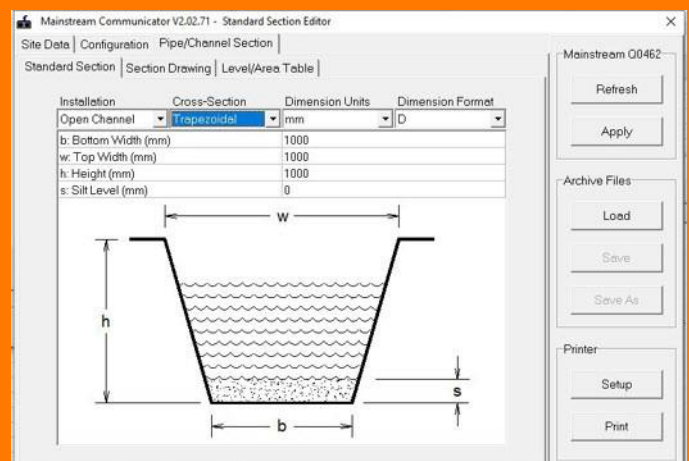 Mainstream Communicator V2.02.71 - Standard Section Editor
Site Data Configuration Pipe/Channel Section
Standard Section Section Drawing Level/Area Table
Installation Cross-Section Dimension Units Dimension Format
Open Channel Trapezoidal mm D
b: Bottom Width (mm) 1000
w: Top Width (mm) 1000
h: Height (mm) 1000
s: Silt Level (mm) 0
w
h
s
b
Mainstream Q0462
Refresh
Apply
Archive Files
Load
Save
Save As
Printer
Setup
Print